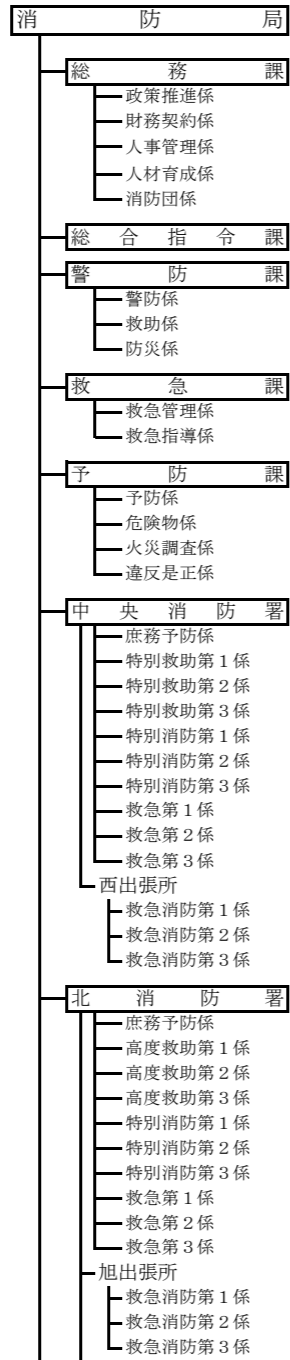 消防局
総務課
政策推進係
財務契約係
人事管理係
人材育成係
消防団係
総合指令課
警防課
警防係
救助係
防災係
救急課
救急管理係
救急指導係
予防課
予防係
危険物係
火災調査係
違反是正係
中央消防署
庶務予防係
特別救助第１係
特別救助第２係
特別救助第３係
特別消防第１係
特別消防第２係
特別消防第３係
救急第１係
救急第２係
救急第３係
西出張所
救急消防第１係
救急消防第２係
救急消防第３係
北消防署
庶務予防係
高度救助第１係
高度救助第２係
高度救助第３係
特別消防第１係
特別消防第２係
特別消防第３係
救急第１係
救急第２係
救急第３係
旭出張所
救急消防第１係
救急消防第２係
救急消防第３係